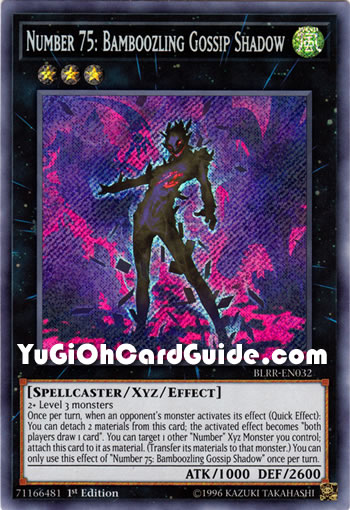 Number 75: Bamboozling Gossip Shadow
YuGiOhCardGuide.com
BLRR-EN032
[Spellcaster/Xyz/Effect]
2+ Level 3 monsters
Once per turn, when an opponent's monster activates its effect (Quick Effect):
You can detach 2 materials from this card; the activated effect becomes "both
players draw 1 card". You can target 1 other "Number" Xyz Monster you control;
attach this card to it as material. (Transfer its materials to that monster.) You can
only use this effect of "Number 75: Bamboozling Gossip Shadow" once per turn.
ATK/1000 DEF/2600
71166481 1st Edition ©1996 KAZUKI TAKAHASHI